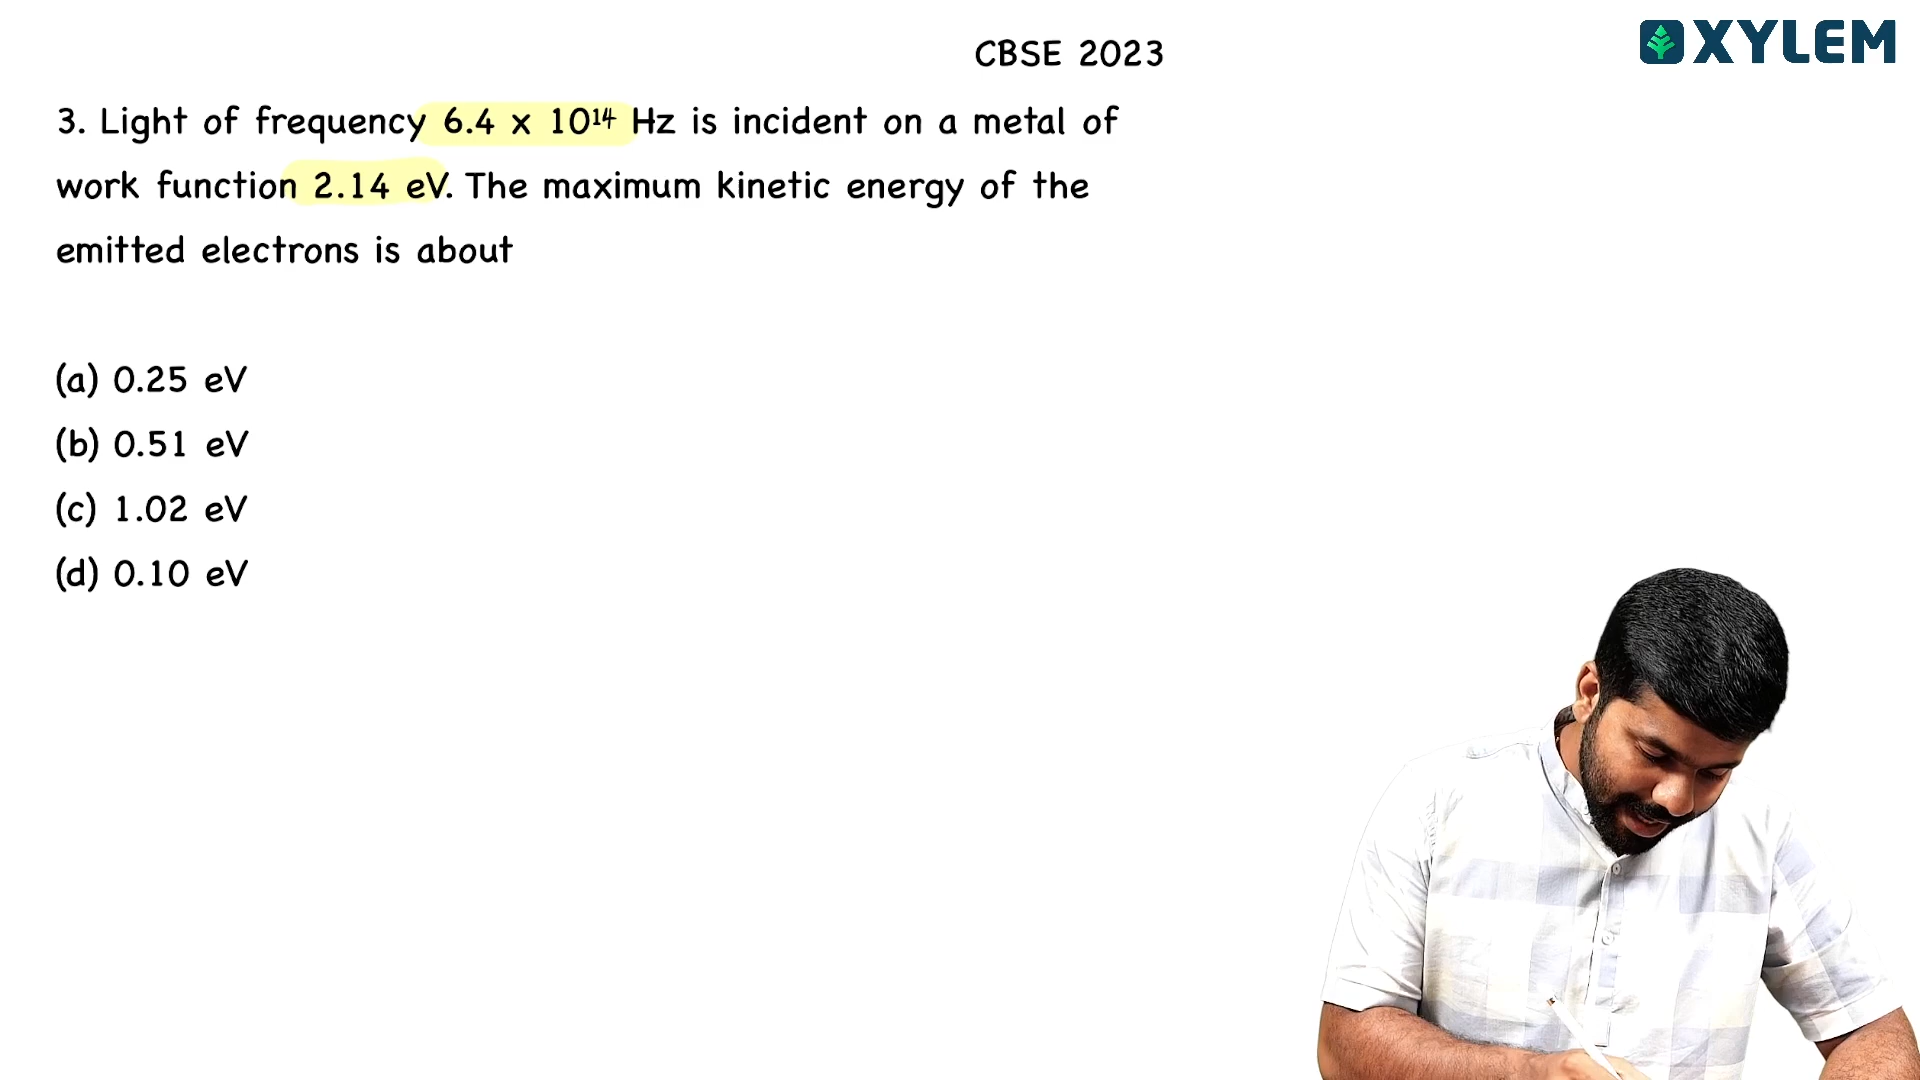 CBSE 2023
XYLEM
3. Light of frequency 6.4 x 10¹⁴ Hz is incident on a metal of
work function 2.14 eV. The maximum kinetic energy of the
emitted electrons is about
(a) 0.25 eV
(b) 0.51 eV
(c) 1.02 eV
(d) 0.10 eV